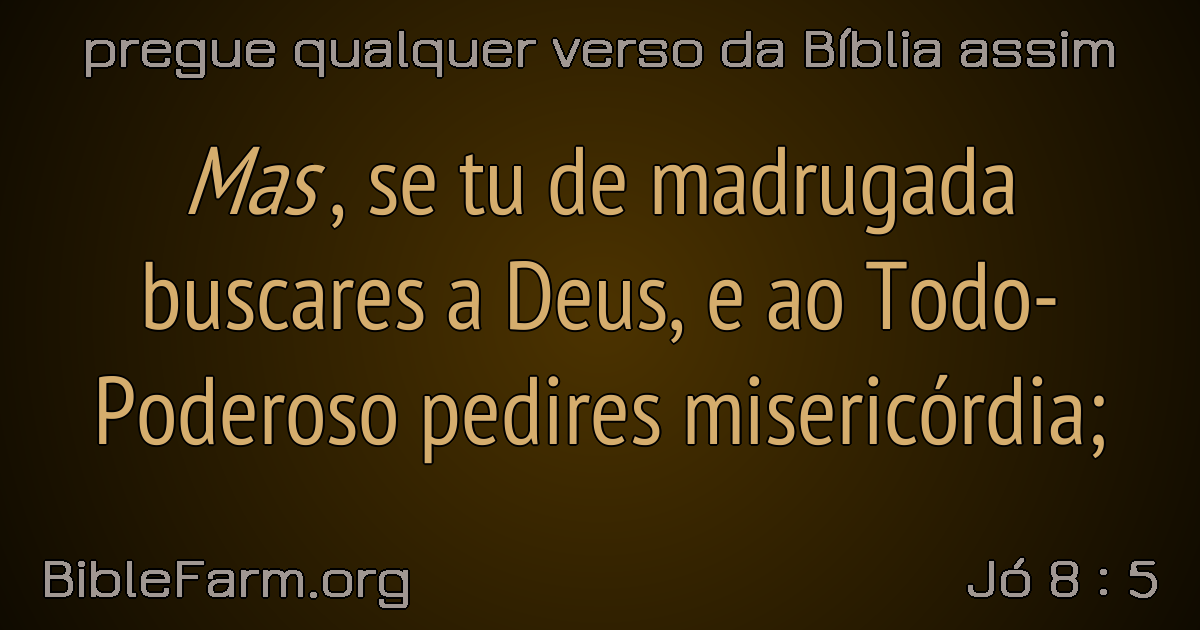 pregue qualquer verso da Bíblia assim
Mas, se tu de madrugada
buscares a Deus, e ao Todo-
Poderoso pedires misericórdia;
BibleFarm.org
Jó 8 : 5